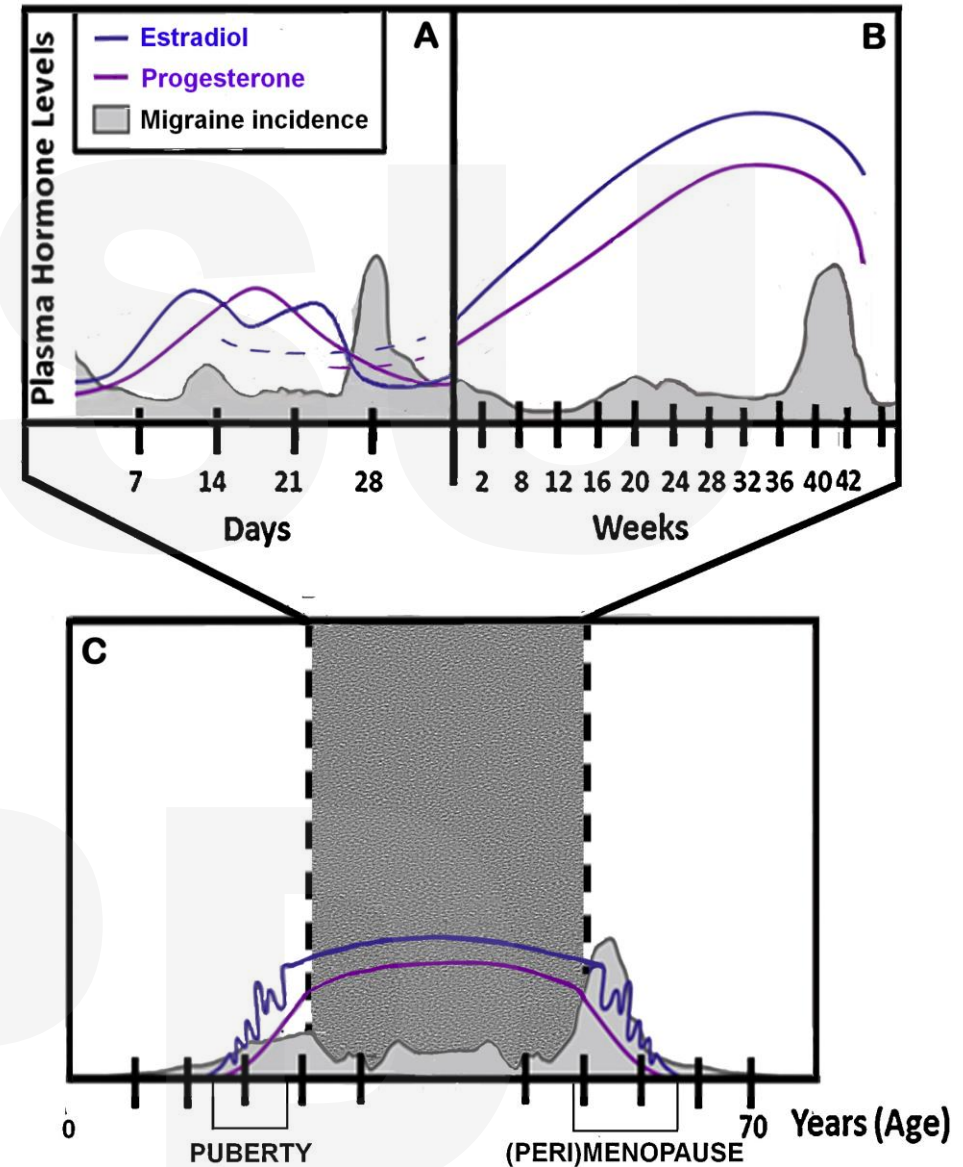 Plasma Hormone Levels
Estradiol
Progesterone
Migraine incidence
A
B
7 14 21 28
Days
2 8 12 16 20 24 28 32 36 40 42
Weeks
C
0
70
Years (Age)
PUBERTY
(PERI)MENOPAUSE